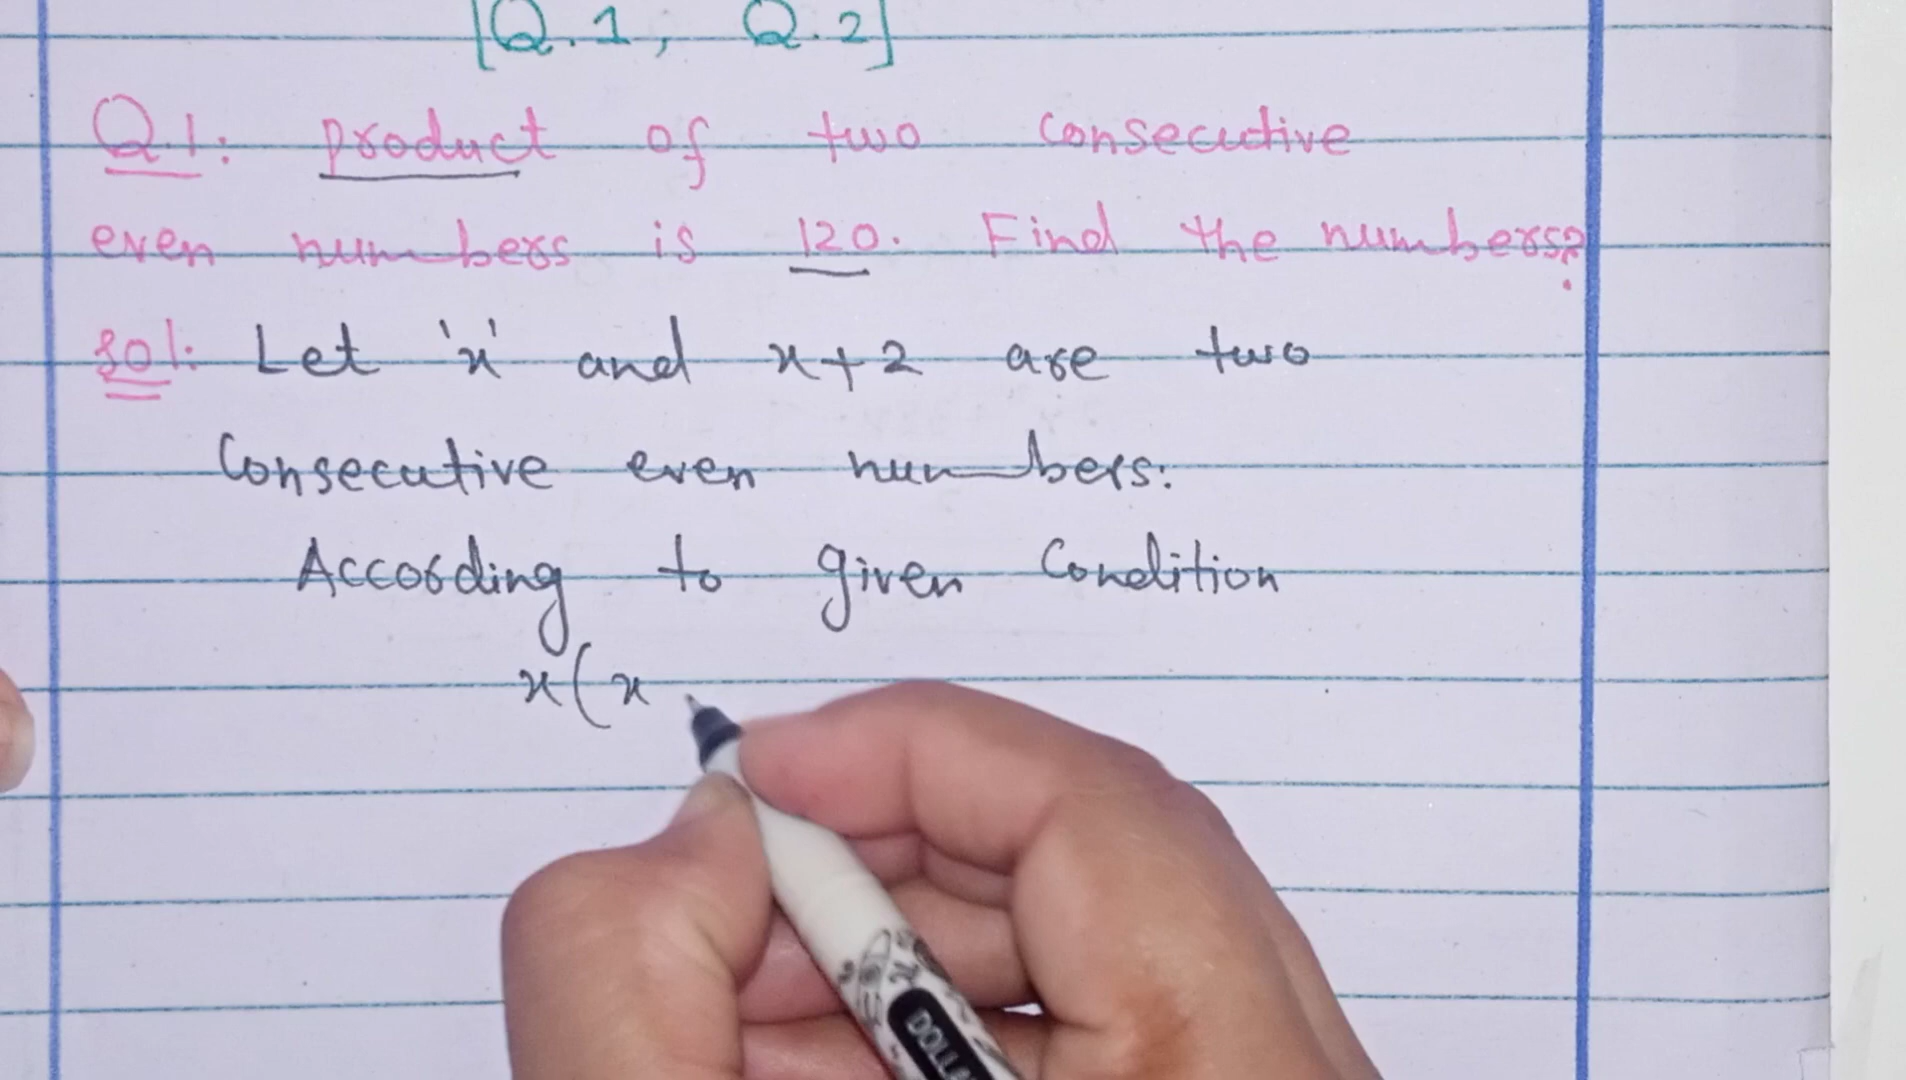 [Q.1, Q.2]
Q.1: product of two consecutive
even numbers is 120. Find the numbers?
Sol: Let 'x' and x+2 are two
Consecutive even numbers.
According to given Condition
x(x